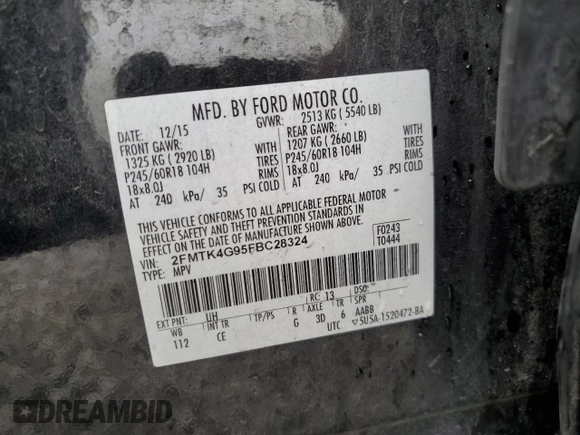 MFD. BY FORD MOTOR CO.
DATE: 12/15 GVWR: 2513 KG ( 5540 LB)
FRONT GAWR: REAR GAWR:
1325 KG ( 2920 LB) WITH 1207 KG ( 2660 LB) WITH
P245/60R18 104H TIRES P245/60R18 104H TIRES
18x8.0J RIMS 18x8.0J RIMS
AT 240 kPa/ 35 PSI COLD AT 240 kPa/ 35 PSI COLD
THIS VEHICLE CONFORMS TO ALL APPLICABLE FEDERAL MOTOR
VEHICLE SAFETY AND THEFT PREVENTION STANDARDS IN
EFFECT ON THE DATE OF MANUFACTURE SHOWN ABOVE.
VIN: 2FMTK4G95FBC28324 F0243
TYPE: MPV T0444
EXT PNT: UH RC: 13 DSO:
WB INT TR TP/PS R AXLE TR SPR
112 CE G 3D 6 AABB
UTC 5U5A-1520472-BA
DREAMBID